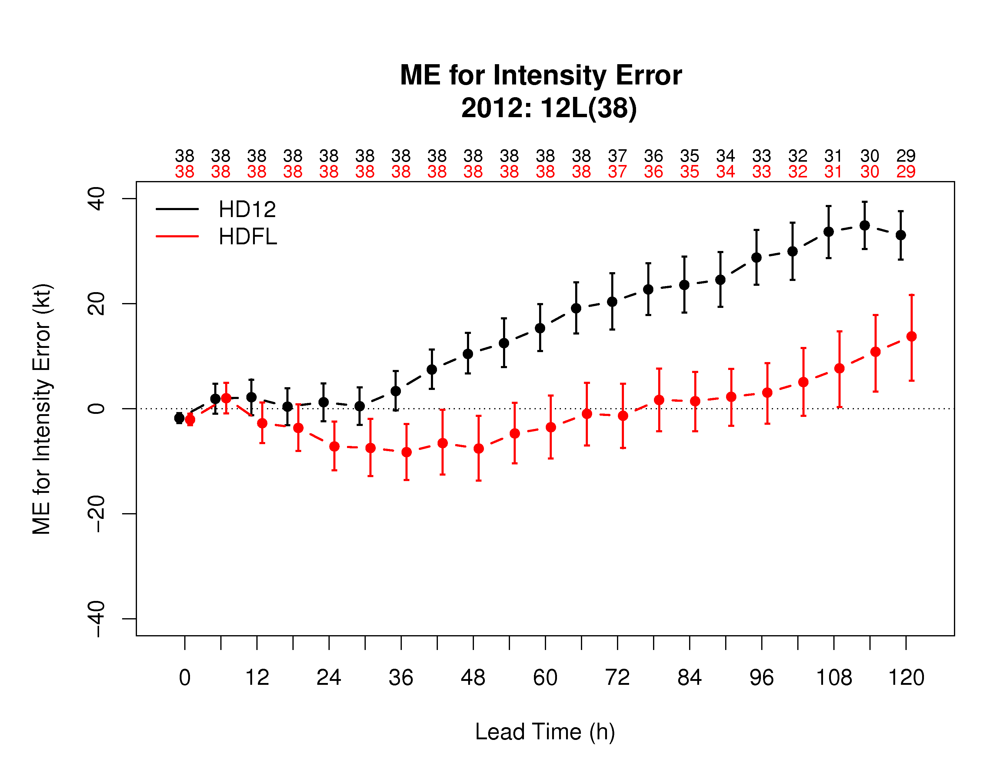 ME for Intensity Error
2012: 12L(38)
38 38 38 38 38 38 38 38 38 38 38 38 37 36 35 34 33 32 31 30 29
38 38 38 38 38 38 38 38 38 38 38 38 37 36 35 34 33 32 31 30 29
HD12
HDFL
ME for Intensity Error (kt)
40
20
0
−20
−40
0 12 24 36 48 60 72 84 96 108 120
Lead Time (h)